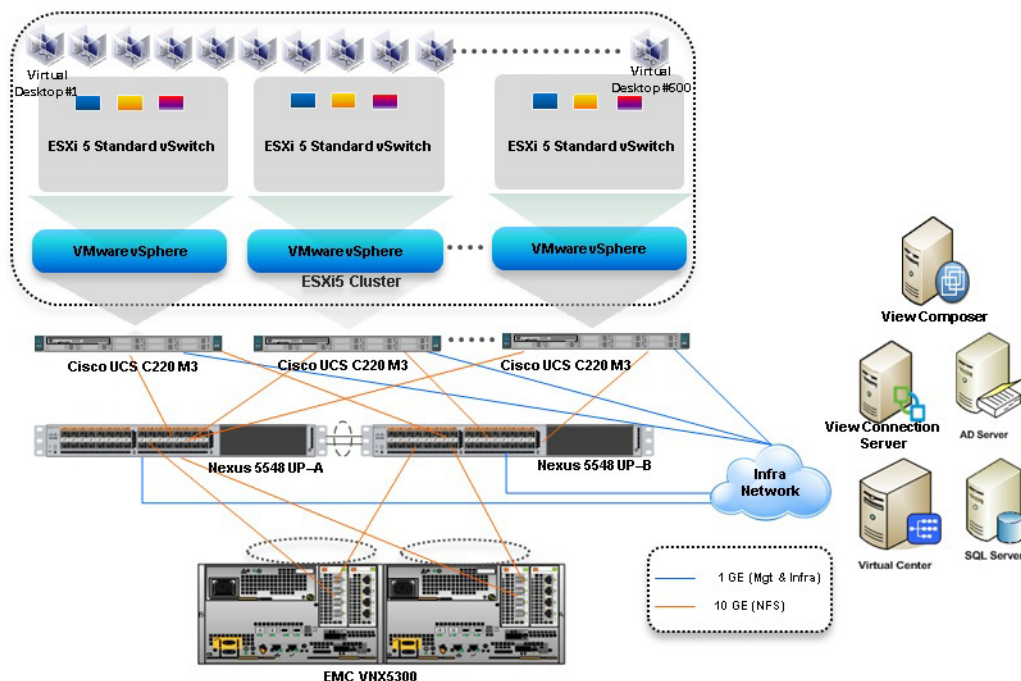 Virtual
Desktop #1
Virtual
Desktop #600
ESXi 5 Standard vSwitch
ESXi 5 Standard vSwitch
ESXi 5 Standard vSwitch
VMware vSphere
VMware vSphere
VMware vSphere
ESXi5 Cluster
View Composer
Cisco UCS C220 M3
Cisco UCS C220 M3
Cisco UCS C220 M3
View Connection
Server
AD Server
Nexus 5548 UP–A
Nexus 5548 UP–B
Infra
Network
Virtual Center
SQL Server
1 GE (Mgt & Infra)
10 GE (NFS)
EMC VNX5300